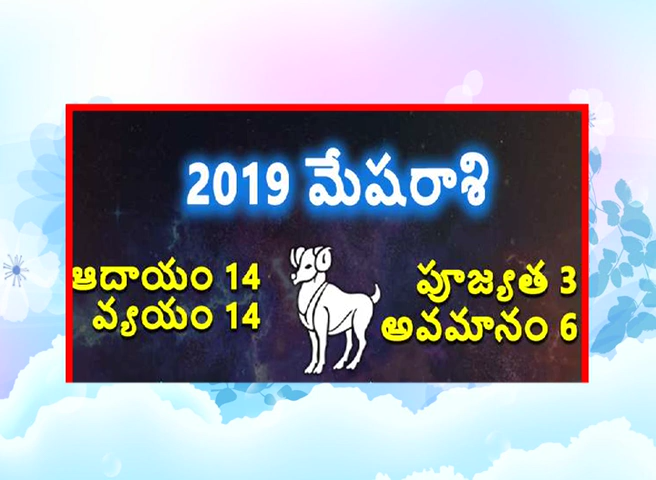 2019 మేషరాశి
ఆదాయం 14
వ్యయం 14
పూజ్యత 3
అవమానం 6